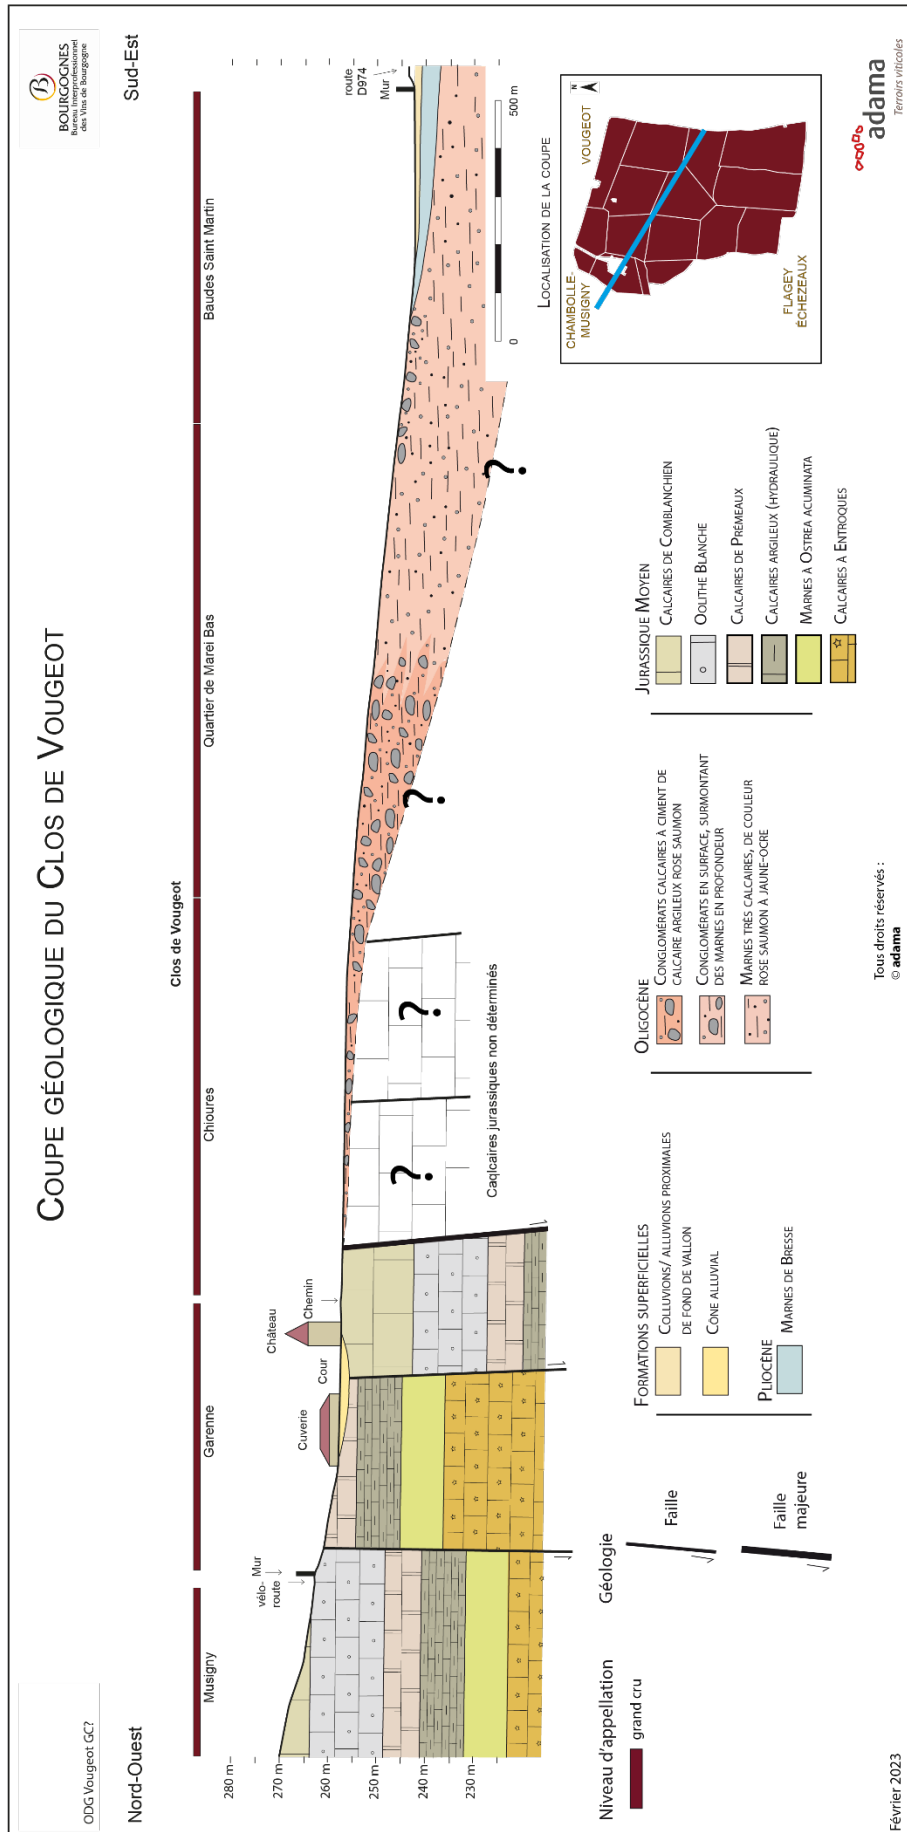 ODG Vougeot GC?
COUPE GÉOLOGIQUE DU CLOS DE VOUGEOT
B
BOURGOGNES
Bureau Interprofessionnel
des Vins de Bourgogne
Nord-Ouest
Sud-Est
Clos de Vougeot
Musigny
Garenne
Chioures
Quartier de Marei Bas
Baudes Saint Martin
280 m
270 m
260 m
250 m
240 m
230 m
vélo-
route
Mur
Cuverie
Cour
Château
Chemin
route
D974
Mur
?
?
?
?
Caqlcaires jurassiques non déterminés
0
500 m
LOCALISATION DE LA COUPE
CHAMBOLLE-
MUSIGNY
VOUGEOT
FLAGEY
ÉCHEZEAUX
N
Niveau d'appellation
grand cru
Géologie
Faille
Faille
majeure
FORMATIONS SUPERFICIELLES
COLLUVIONS/ ALLUVIONS PROXIMALES
DE FOND DE VALLON
CÔNE ALLUVIAL
PLIOCÈNE
MARNES DE BRESSE
OLIGOCÈNE
CONGLOMÉRATS CALCAIRES À CIMENT DE
CALCAIRE ARGILEUX ROSE SAUMON
CONGLOMÉRATS EN SURFACE, SURMONTANT
DES MARNES EN PROFONDEUR
MARNES TRÈS CALCAIRES, DE COULEUR
ROSE SAUMON À JAUNE-OCRE
JURASSIQUE MOYEN
CALCAIRES DE COMBLANCHIEN
OOLITHE BLANCHE
CALCAIRES DE PRÉMEAUX
CALCAIRES ARGILEUX (HYDRAULIQUE)
MARNES À OSTREA ACUMINATA
CALCAIRES À ENTROQUES
Février 2023
Tous droits réservés :
© adama
adama
Terroirs viticoles